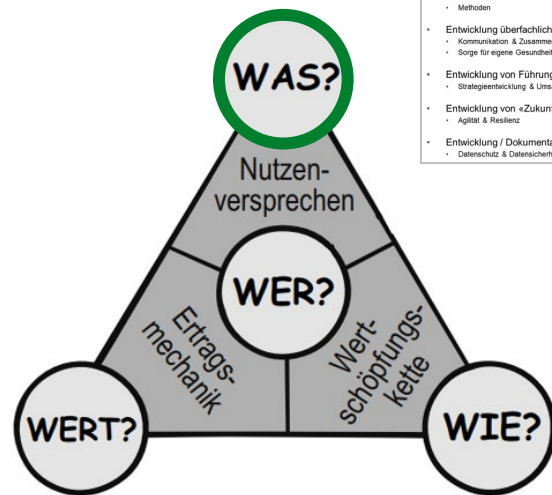 • Methoden
• Entwicklung überfachlich
• Kommunikation & Zusamme
• Sorge für eigene Gesundheit
• Entwicklung von Führung
• Strategieentwicklung & Ums
• Entwicklung von «Zukunf
• Agilität & Resilienz
• Entwicklung / Dokumenta
• Datenschutz & Datensicherh
WAS?
Nutzen-
versprechen
WER?
Ertrags-
mechanik
Wert-
schöpfungs-
kette
WERT?
WIE?